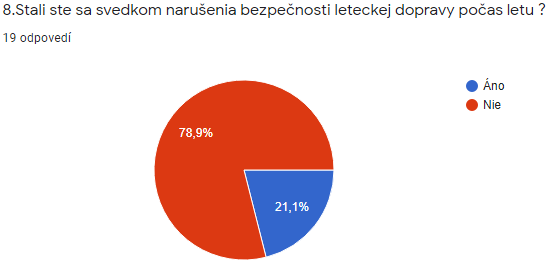 8.Stali ste sa svedkom narušenia bezpečnosti leteckej dopravy počas letu ?
19 odpovedí
Áno
Nie
78,9%
21,1%